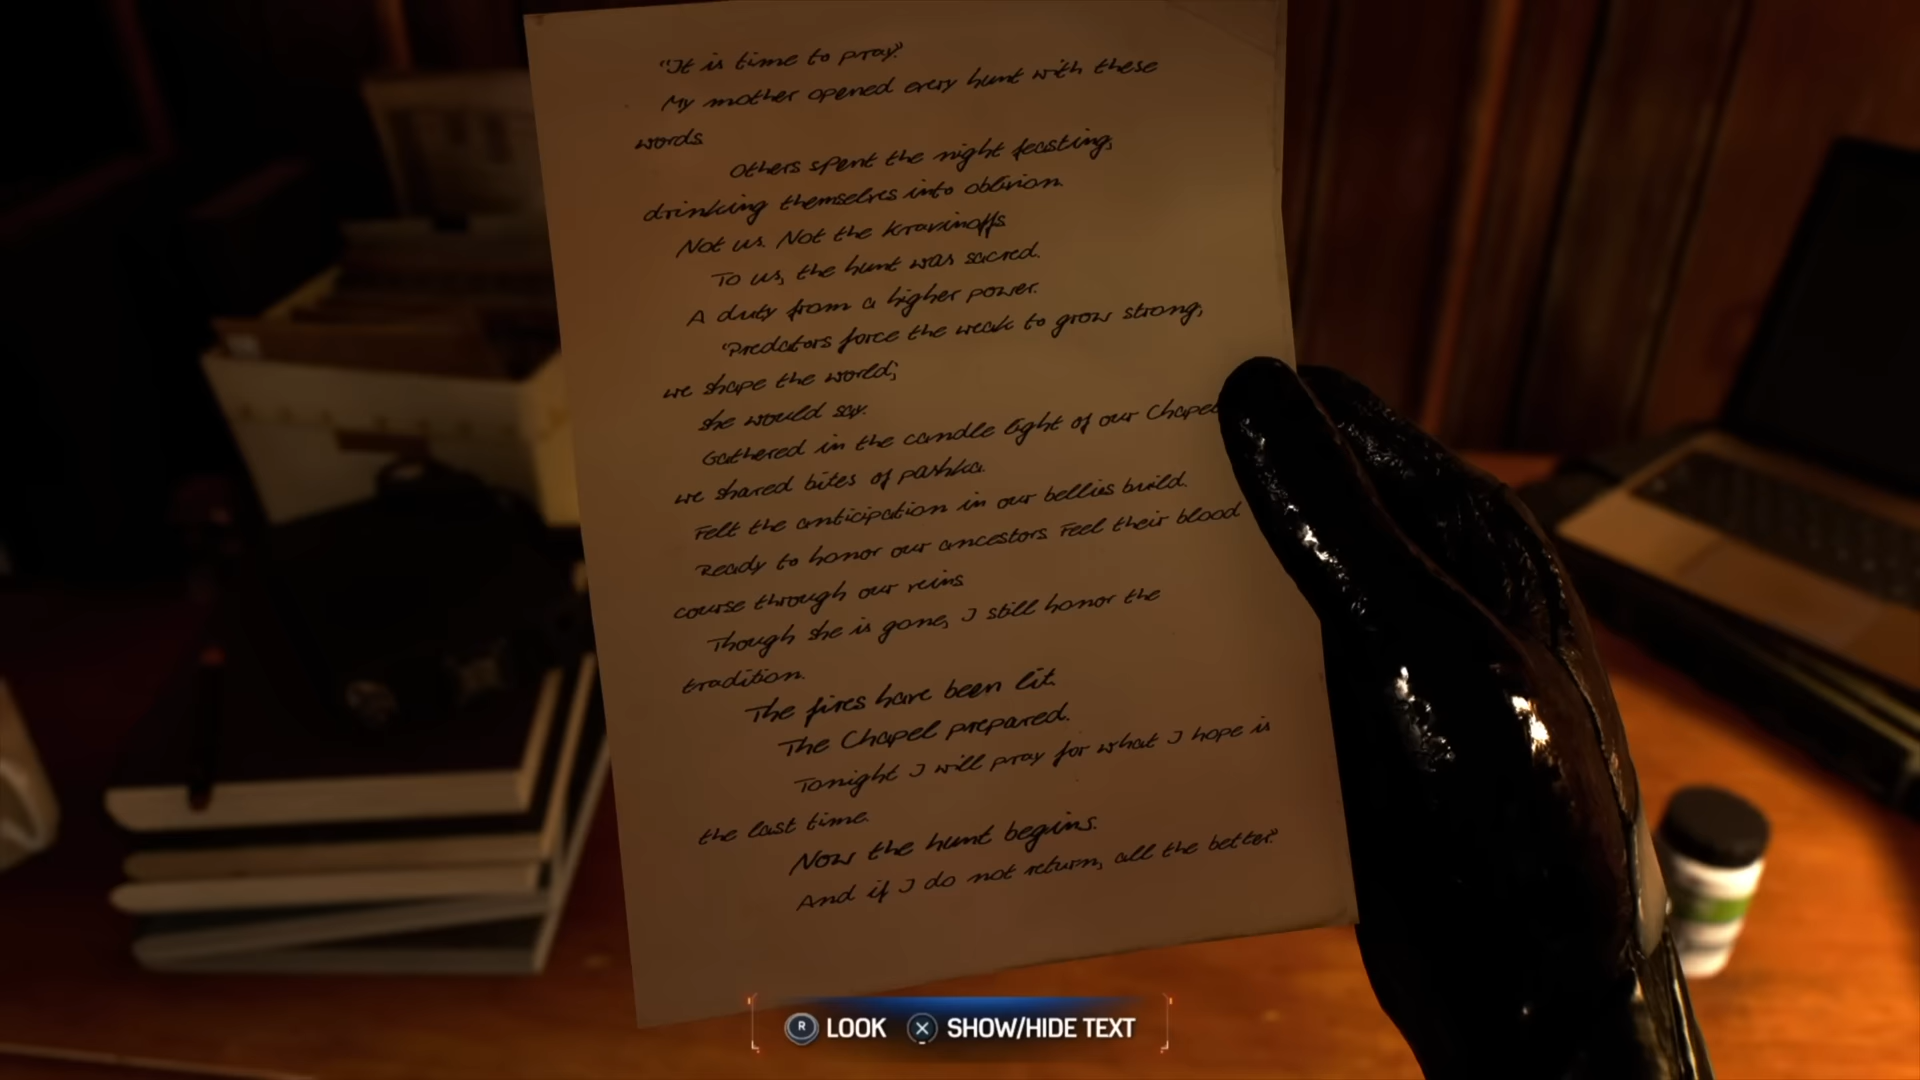 "It is time to pray."
My mother opened every hunt with these
words.
Others spent the night feasting,
drinking themselves into oblivion.
Not us. Not the Kravinoffs.
To us, the hunt was sacred.
A duty from a higher power.
"Predators force the weak to grow strong,
we shape the world,"
she would say.
Gathered in the candle light of our Chapel
we shared bites of pashka.
Felt the anticipation in our bellies build.
Ready to honor our ancestors. Feel their blood
course through our veins.
Though she is gone, I still honor the
tradition.
The fires have been lit.
The Chapel prepared.
Tonight I will pray for what I hope is
the last time.
Now the hunt begins.
And if I do not return, all the better."
R LOOK X SHOW/HIDE TEXT